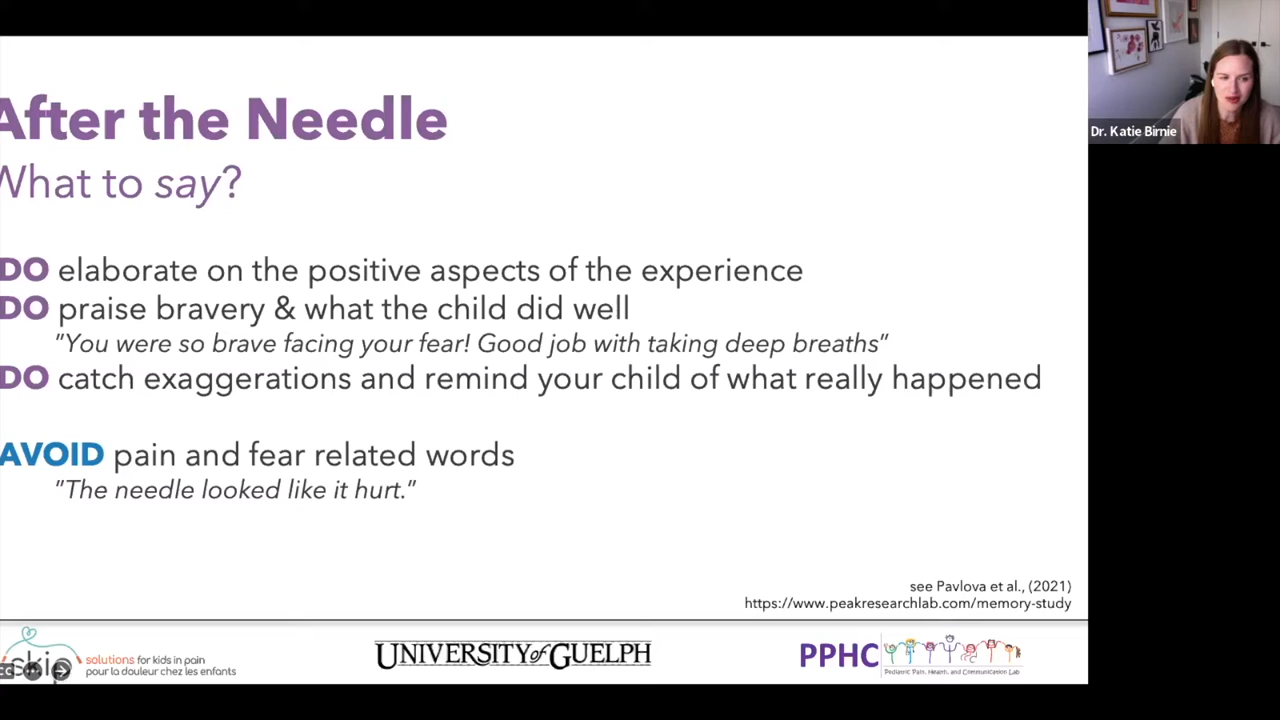 After the Needle
What to say?
DO elaborate on the positive aspects of the experience
DO praise bravery & what the child did well
"You were so brave facing your fear! Good job with taking deep breaths"
DO catch exaggerations and remind your child of what really happened
AVOID pain and fear related words
"The needle looked like it hurt."
see Pavlova et al., (2021)
https://www.peakresearchlab.com/memory-study
skip
solutions for kids in pain
pour la douleur chez les enfants
UNIVERSITY of GUELPH
PPHC
Pediatric Pain, Health, and Communication Lab
Dr. Katie Birnie